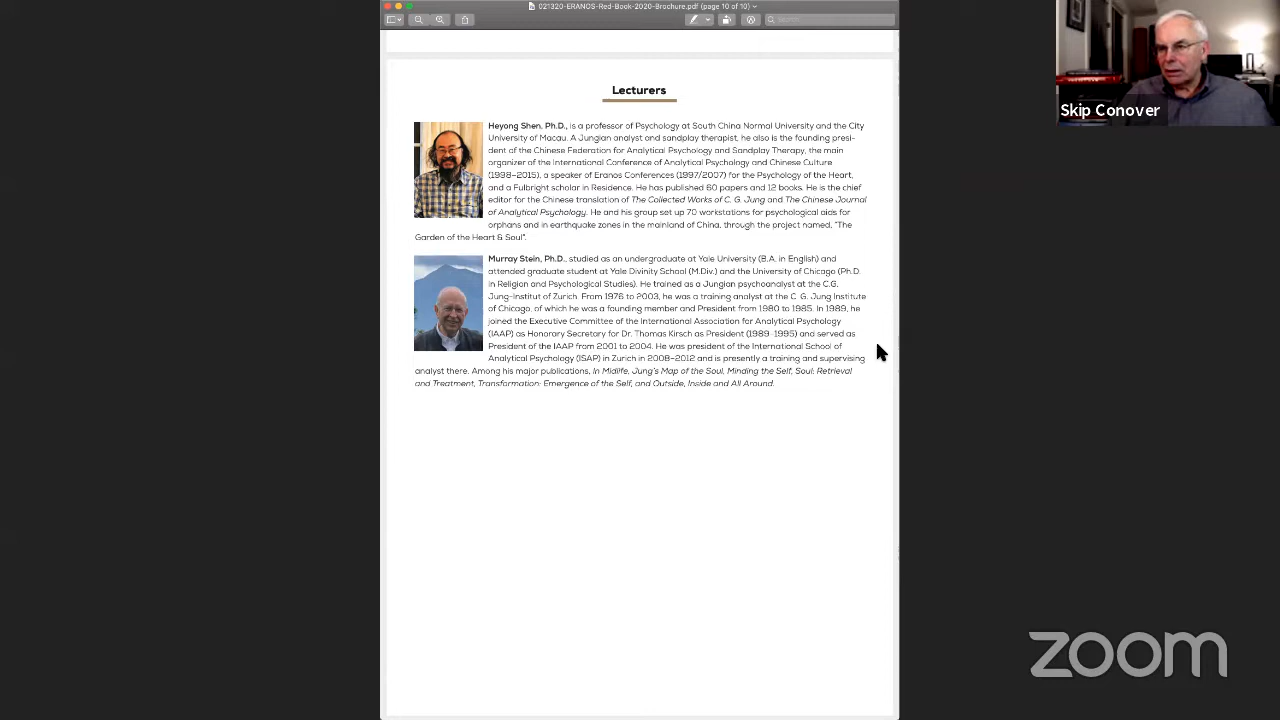 021320-ERANOS-Red-Book-2020-Brochure.pdf (page 10 of 10)
Search
Skip Conover
Lecturers
Heyong Shen, Ph.D., is a professor of Psychology at South China Normal University and the City
University of Macau. A Jungian analyst and sandplay therapist, he also is the founding presi-
dent of the Chinese Federation for Analytical Psychology and Sandplay Therapy, the main
organizer of the International Conference of Analytical Psychology and Chinese Culture
(1998–2015), a speaker of Eranos Conferences (1997/2007) for the Psychology of the Heart,
and a Fulbright scholar in Residence. He has published 60 papers and 12 books. He is the chief
editor for the Chinese translation of The Collected Works of C. G. Jung and The Chinese Journal
of Analytical Psychology. He and his group set up 70 workstations for psychological aids for
orphans and in earthquake zones in the mainland of China, through the project named, “The
Garden of the Heart & Soul”.
Murray Stein, Ph.D., studied as an undergraduate at Yale University (B.A. in English) and
attended graduate student at Yale Divinity School (M.Div.) and the University of Chicago (Ph.D.
in Religion and Psychological Studies). He trained as a Jungian psychoanalyst at the C.G.
Jung-Institut of Zurich. From 1976 to 2003, he was a training analyst at the C. G. Jung Institute
of Chicago, of which he was a founding member and President from 1980 to 1985. In 1989, he
joined the Executive Committee of the International Association for Analytical Psychology
(IAAP) as Honorary Secretary for Dr. Thomas Kirsch as President (1989–1995) and served as
President of the IAAP from 2001 to 2004. He was president of the International School of
Analytical Psychology (ISAP) in Zurich in 2008–2012 and is presently a training and supervising
analyst there. Among his major publications, In Midlife, Jung’s Map of the Soul, Minding the Self, Soul: Retrieval
and Treatment, Transformation: Emergence of the Self, and Outside, Inside and All Around.
zoom